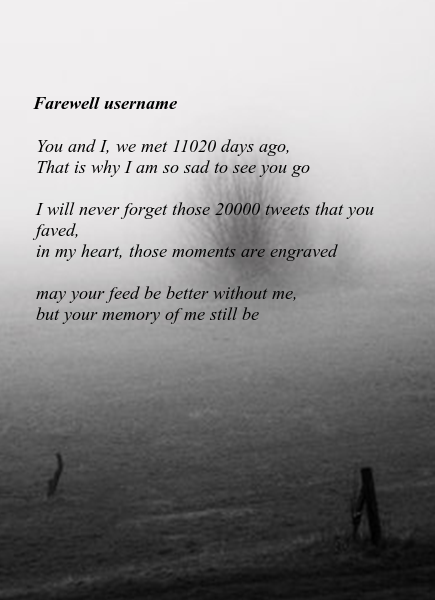 Farewell username
You and I, we met 11020 days ago,
That is why I am so sad to see you go
I will never forget those 20000 tweets that you
faved,
in my heart, those moments are engraved
may your feed be better without me,
but your memory of me still be